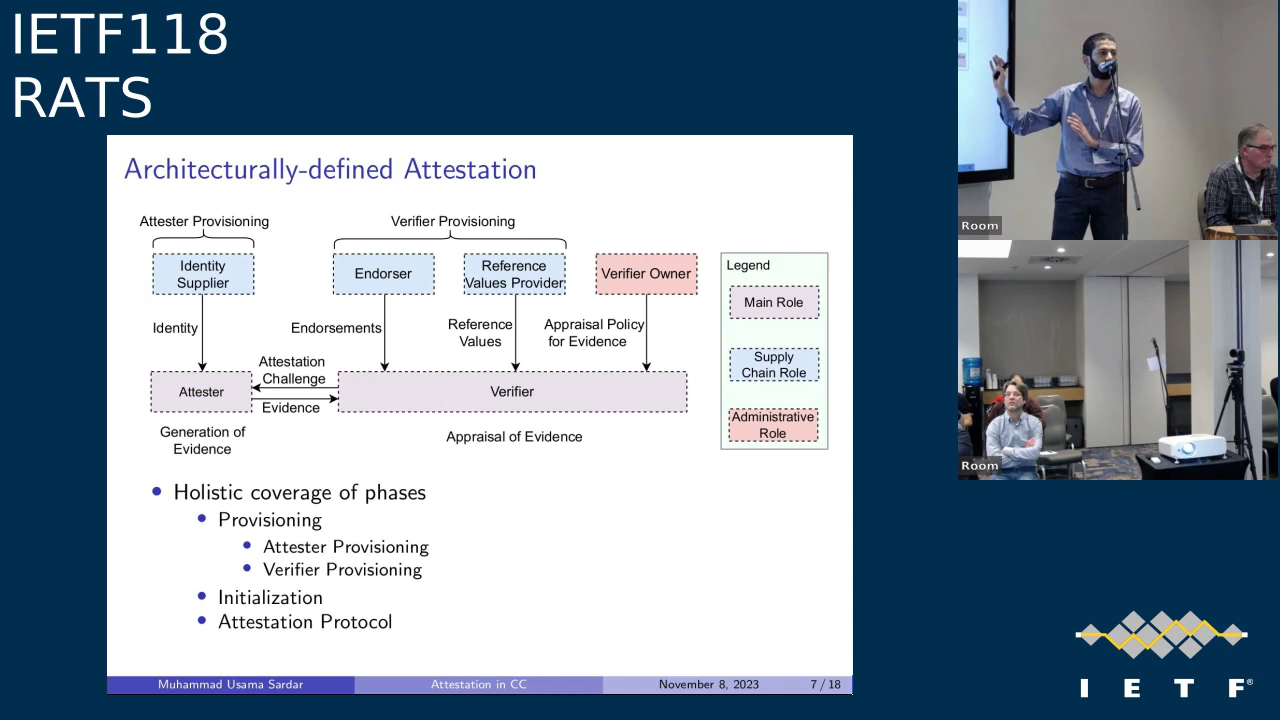 IETF118
RATS
Architecturally-defined Attestation
Attester Provisioning
Verifier Provisioning
Identity
Supplier
Endorser
Reference
Values Provider
Verifier Owner
Legend
Main Role
Supply
Chain Role
Administrative
Role
Identity
Endorsements
Reference
Values
Appraisal Policy
for Evidence
Attestation
Challenge
Evidence
Attester
Verifier
Generation of
Evidence
Appraisal of Evidence
• Holistic coverage of phases
• Provisioning
• Attester Provisioning
• Verifier Provisioning
• Initialization
• Attestation Protocol
Muhammad Usama Sardar
Attestation in CC
November 8, 2023
7 / 18
Room
Room
I E T F®